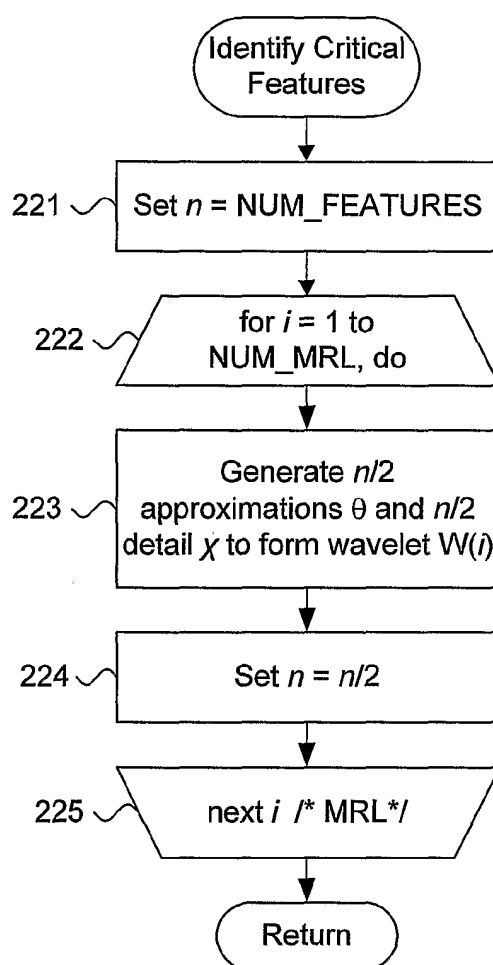 Identify Critical
Features
221
Set n = NUM_FEATURES
222
for i = 1 to
NUM_MRL, do
223
Generate n/2
approximations θ and n/2
detail χ to form wavelet W(i)
224
Set n = n/2
225
next i /* MRL*/
Return